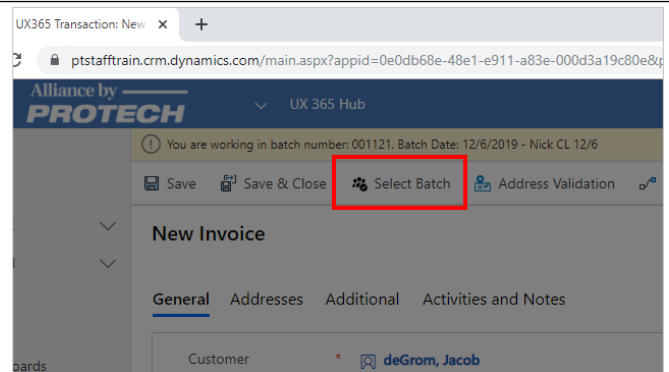 UX365 Transaction: New
ptstafftrain.crm.dynamics.com/main.aspx?appid=0e0db68e-48e1-e911-a83e-000d3a19c80e&p
Alliance by
PROTECH
UX 365 Hub
You are working in batch number: 001121. Batch Date: 12/6/2019 - Nick CL 12/6
Save Save & Close Select Batch Address Validation
New Invoice
General Addresses Additional Activities and Notes
Customer * deGrom, Jacob